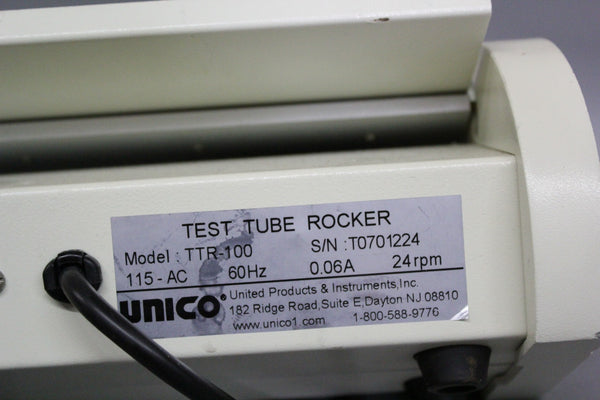 TEST TUBE ROCKER
Model : TTR-100 S/N :T0701224
115 - AC 60Hz 0.06A 24rpm
UNICO®
United Products & Instruments,Inc.
182 Ridge Road,Suite E,Dayton NJ 08810
www.unico1.com 1-800-588-9776